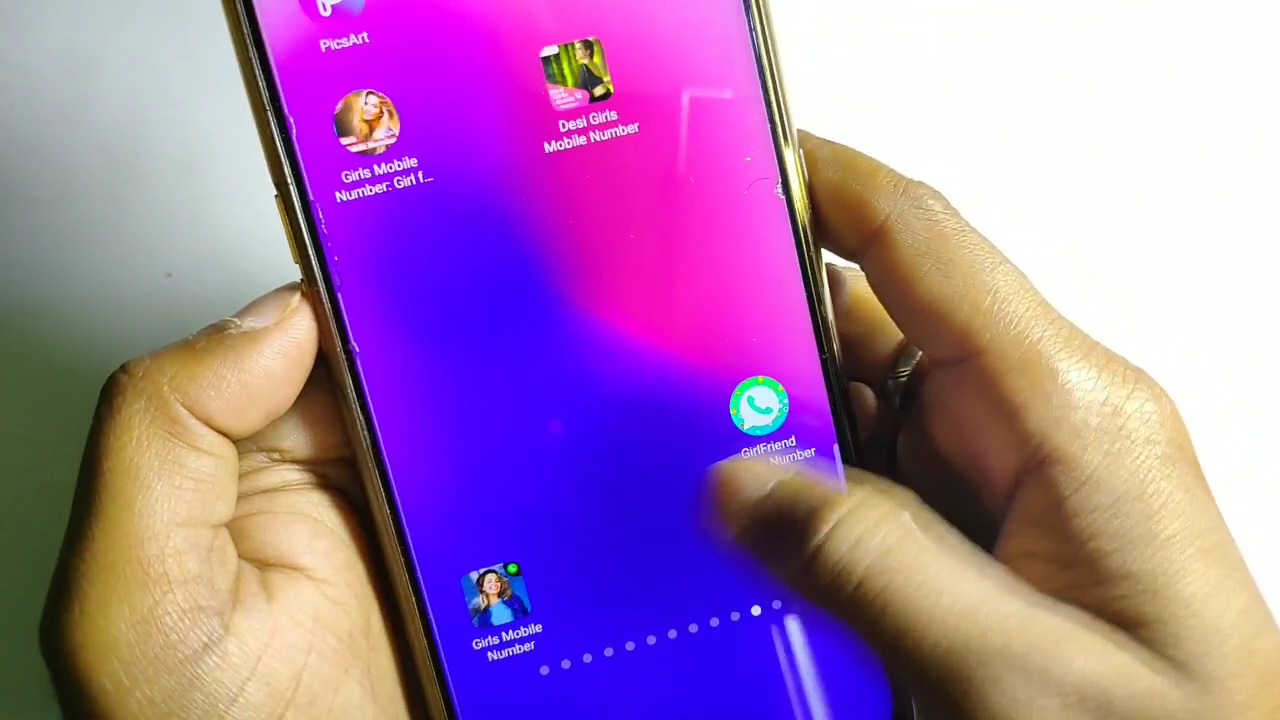 PicsArt
Desi Girls
Mobile Number
Girls Mobile
Number: Girl f...
GirlFriend
Number
Girls Mobile
Number